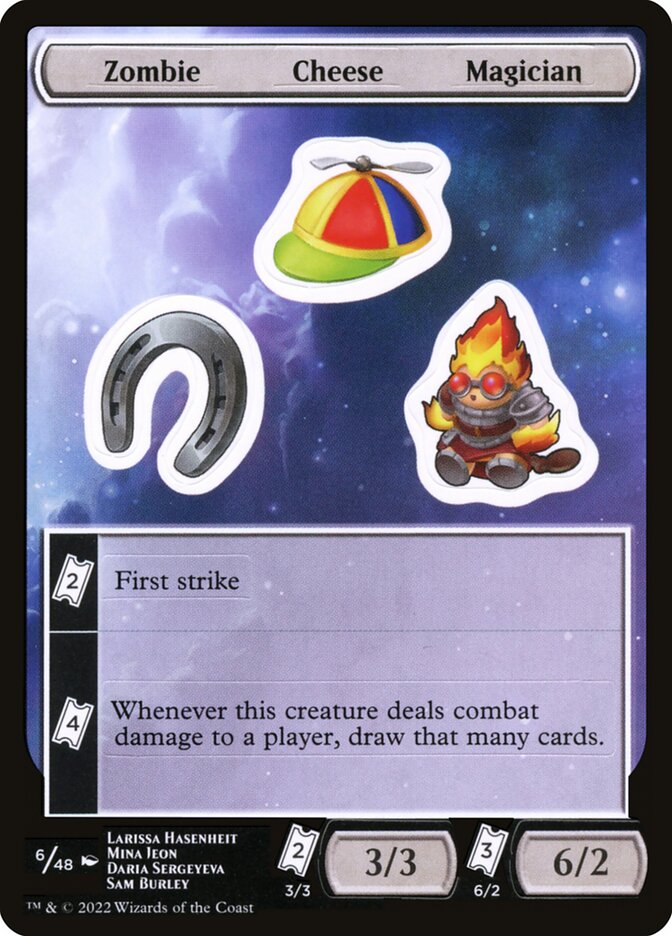 Zombie Cheese Magician
2 First strike
4 Whenever this creature deals combat
damage to a player, draw that many cards.
6/48 Larissa Hasenheit
Mina Jeon
Daria Sergeyeva
Sam Burley
2 3/3 3/3
3 6/2 6/2
™ & © 2022 Wizards of the Coast